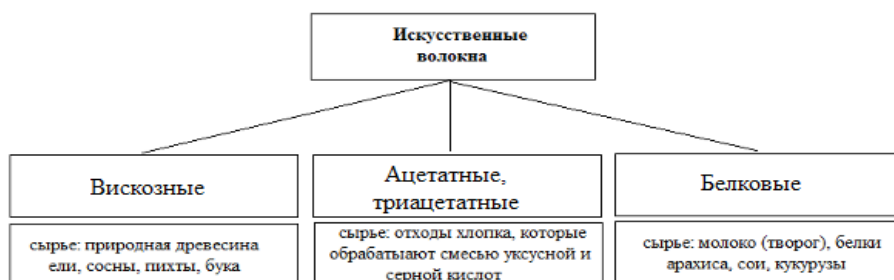 Искусственные
волокна
Вискозные
Ацетатные,
триацетатные
Белковые
сырье: природная древесина
ели, сосны, пихты, бука
сырье: отходы хлопка, которые
обрабатыают смесью уксусной и
серной кислот
сырье: молоко (творог), белки
арахиса, сои, кукурузы